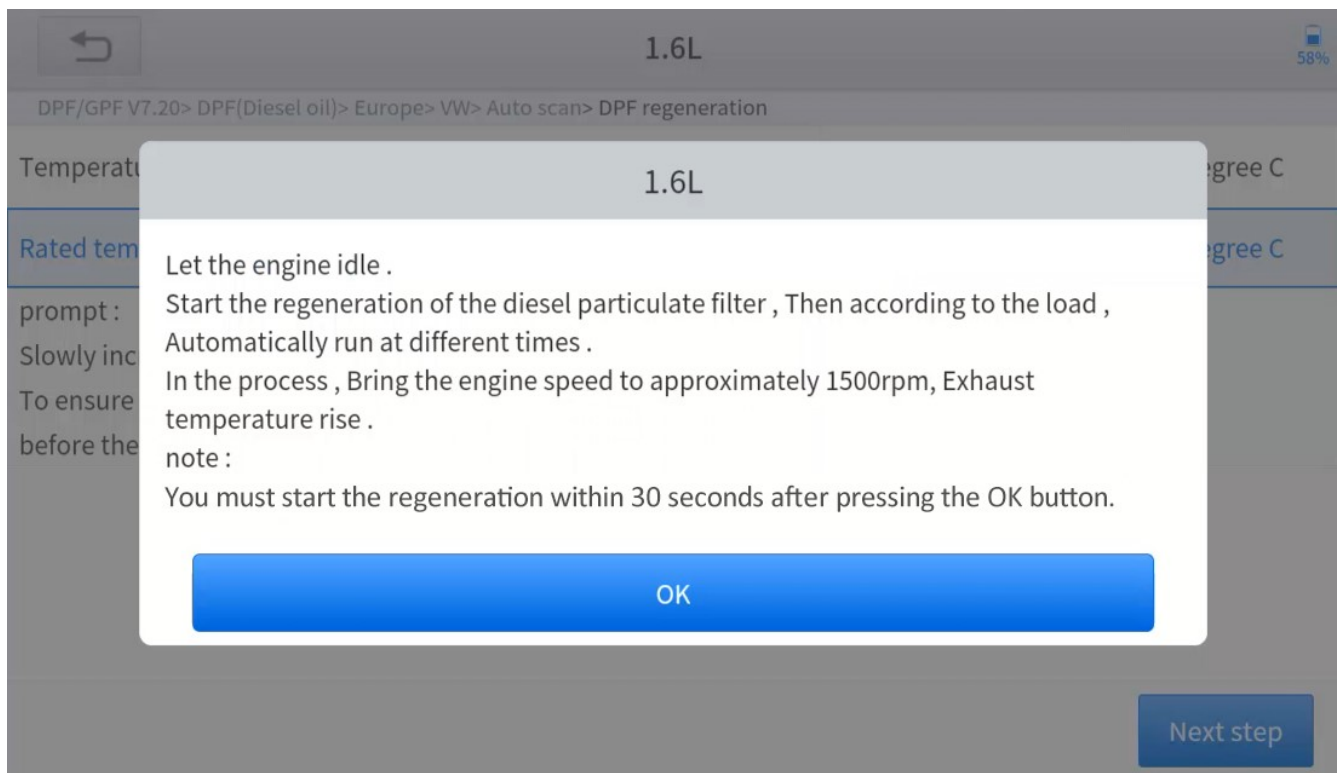 1.6L
58%
DPF/GPF V7.20> DPF(Diesel oil)> Europe> VW> Auto scan> DPF regeneration
1.6L
egree C
Rated tem
egree C
Let the engine idle .
prompt :
Start the regeneration of the diesel particulate filter , Then according to the load ,
Slowly inc
Automatically run at different times .
In the process , Bring the engine speed to approximately 1500rpm, Exhaust
To ensure
temperature rise .
before the
note :
You must start the regeneration within 30 seconds after pressing the OK button.
OK
Next step